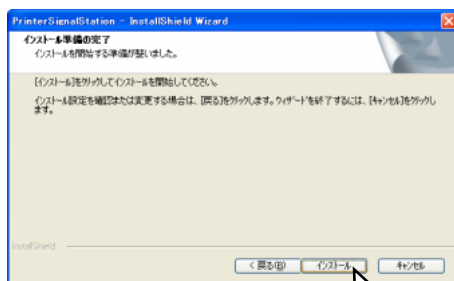 PrinterSignalStation - InstallShield Wizard
インストール準備の完了
インストールを開始する準備が整いました。
[インストール]をクリックしてインストールを開始してください。
インストール設定を確認または変更する場合は、[戻る]をクリックします。ウィザードを終了するには、[キャンセル]をクリックし
ます。
InstallShield
< 戻る(B) インストール キャンセル